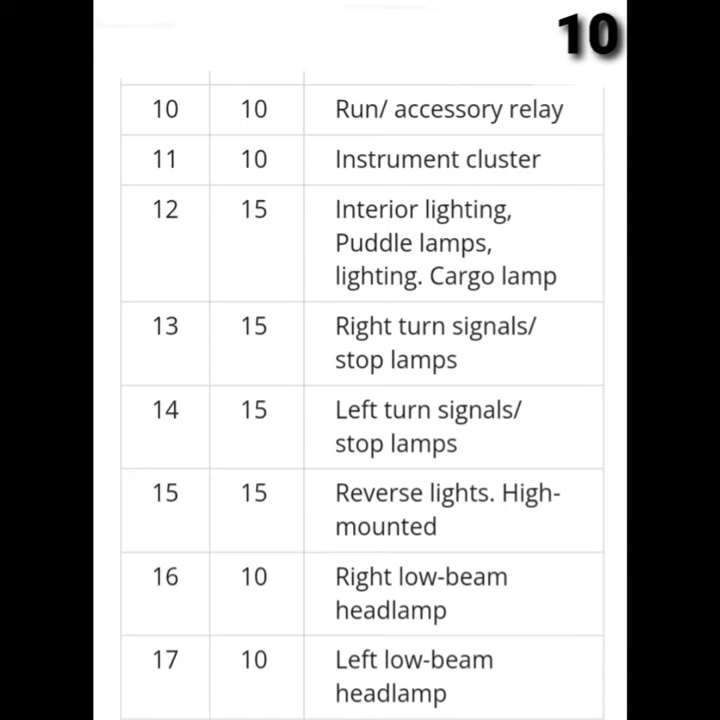 10
10 10 Run/ accessory relay
11 10 Instrument cluster
12 15 Interior lighting,
Puddle lamps,
lighting. Cargo lamp
13 15 Right turn signals/
stop lamps
14 15 Left turn signals/
stop lamps
15 15 Reverse lights. High-
mounted
16 10 Right low-beam
headlamp
17 10 Left low-beam
headlamp